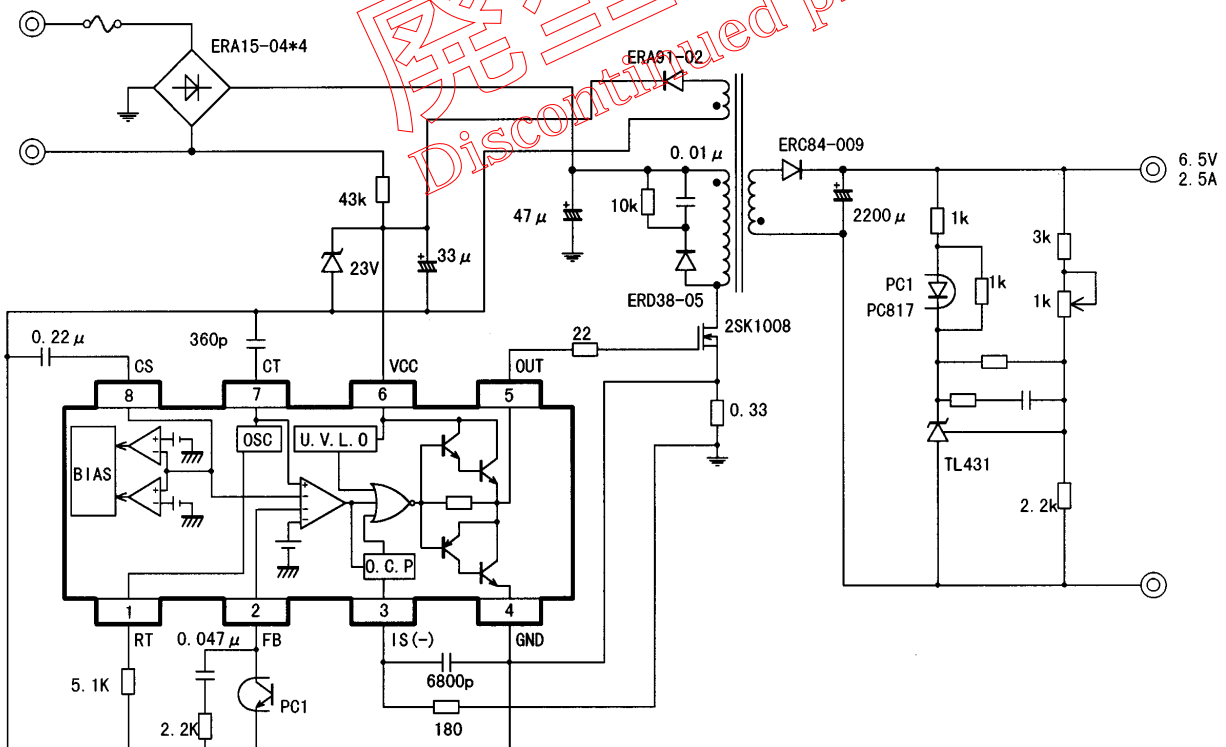 廃
Discontinued p
ERA15-04*4
ERA91-02
ERC84-009
6.5V
2.5A
0.01μ
43k
47μ
10k
2200μ
1k
3k
23V
33μ
PC1
PC817
1k
1k
ERD38-05
0.22μ
360p
22
2SK1008
CS
CT
VCC
OUT
8
7
6
5
0.33
OSC
U.V.L.O
BIAS
TL431
2.2k
O.C.P
1
2
3
4
RT
0.047μ
FB
IS(-)
GND
5.1K
6800p
PC1
2.2K
180